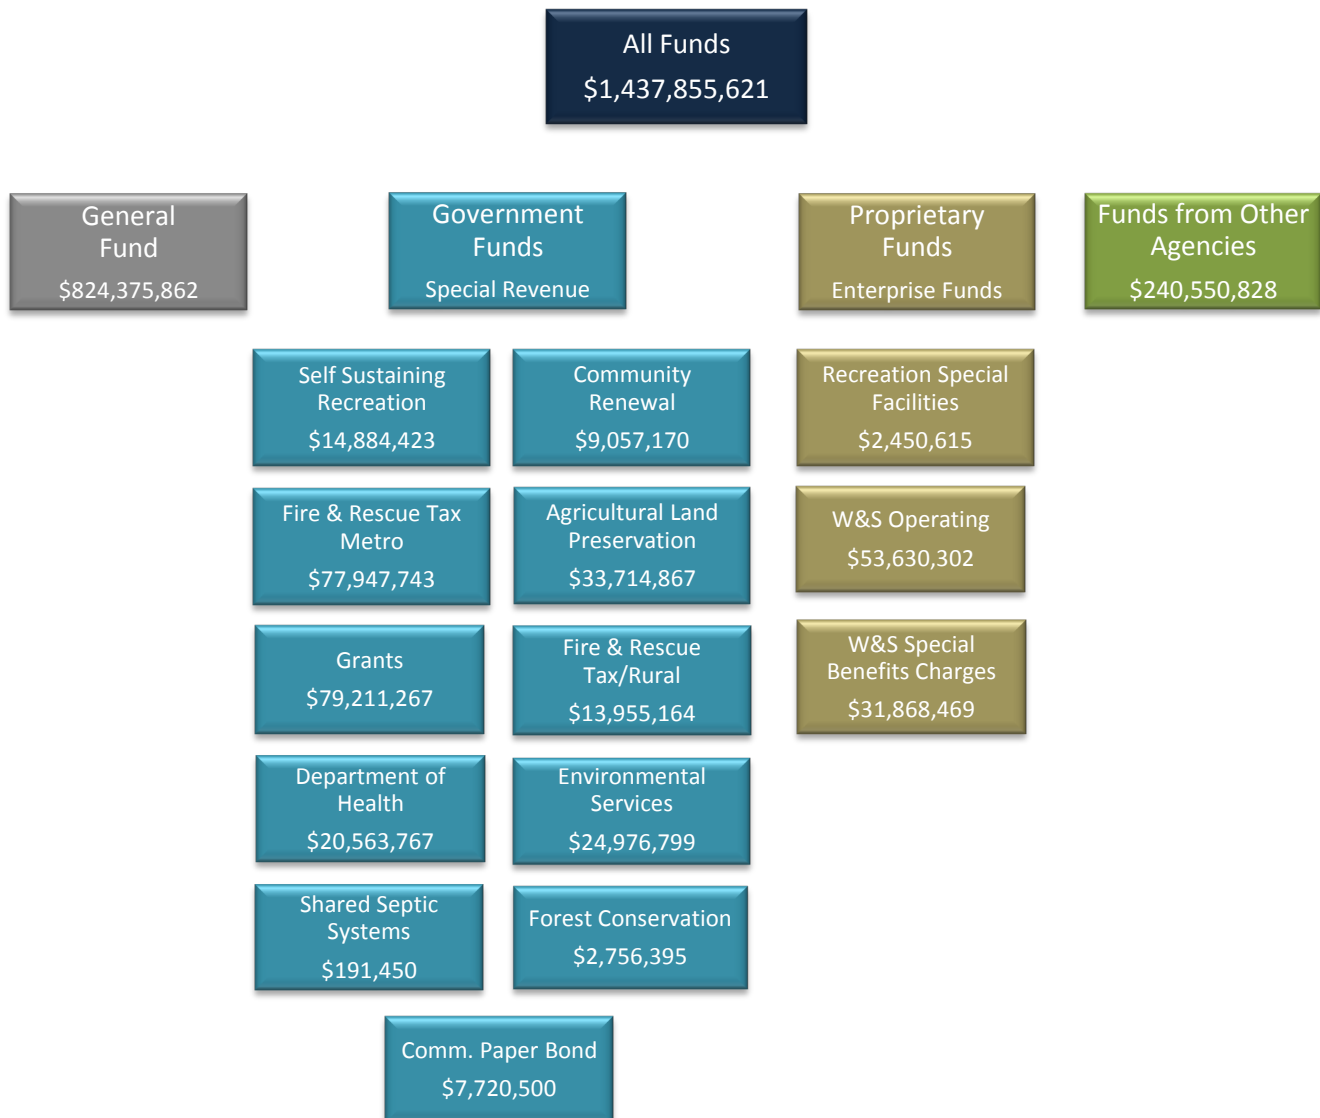 All Funds
$1,437,855,621
General
Fund
$824,375,862
Government
Funds
Special Revenue
Proprietary
Funds
Enterprise Funds
Funds from Other
Agencies
$240,550,828
Self Sustaining
Recreation
$14,884,423
Community
Renewal
$9,057,170
Recreation Special
Facilities
$2,450,615
Fire & Rescue Tax
Metro
$77,947,743
Agricultural Land
Preservation
$33,714,867
W&S Operating
$53,630,302
Grants
$79,211,267
Fire & Rescue
Tax/Rural
$13,955,164
W&S Special
Benefits Charges
$31,868,469
Department of
Health
$20,563,767
Environmental
Services
$24,976,799
Shared Septic
Systems
$191,450
Forest Conservation
$2,756,395
Comm. Paper Bond
$7,720,500